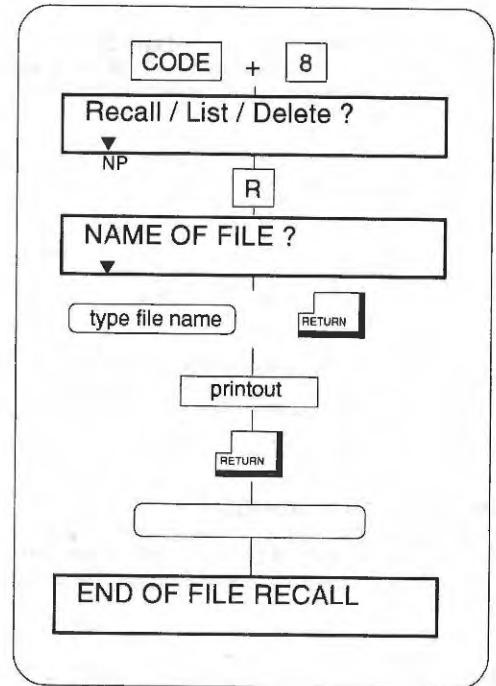 CODE + 8
Recall / List / Delete ?
NP
R
NAME OF FILE ?
type file name RETURN
printout
RETURN
END OF FILE RECALL